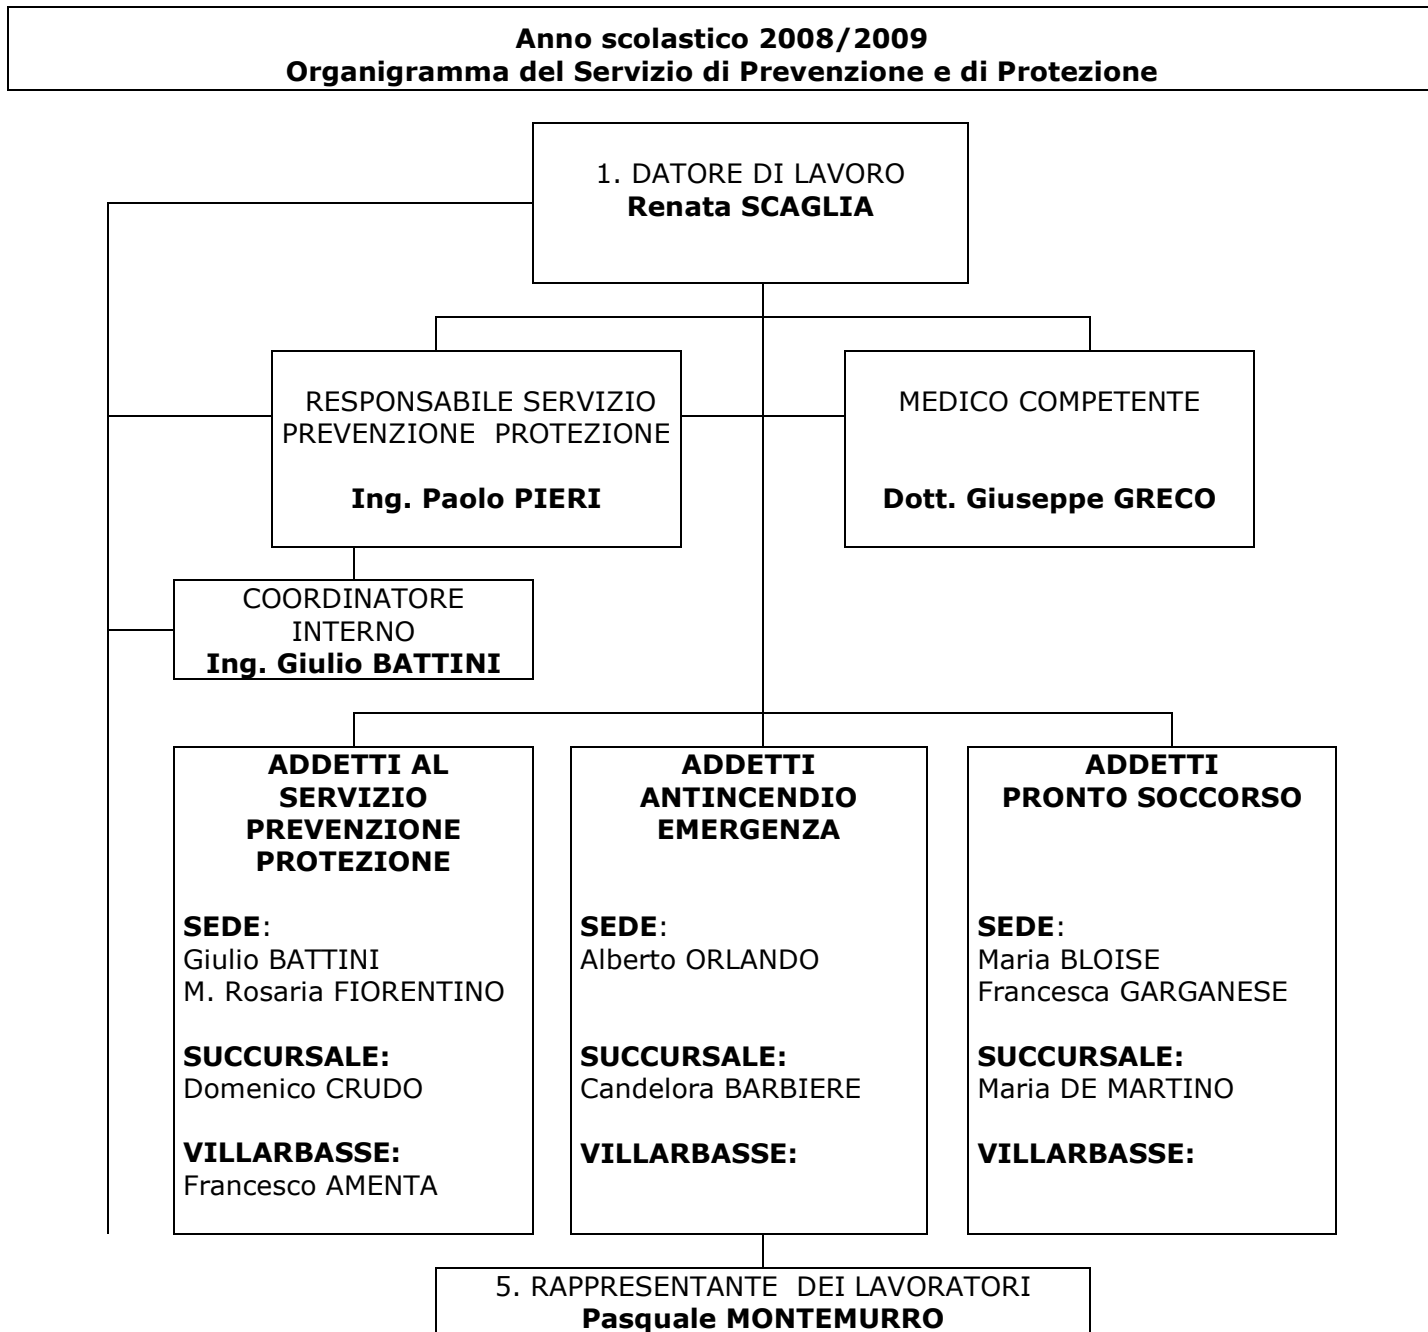 Anno scolastico 2008/2009
Organigramma del Servizio di Prevenzione e di Protezione
1. DATORE DI LAVORO
Renata SCAGLIA
RESPONSABILE SERVIZIO
PREVENZIONE PROTEZIONE
Ing. Paolo PIERI
MEDICO COMPETENTE
Dott. Giuseppe GRECO
COORDINATORE
INTERNO
Ing. Giulio BATTINI
ADDETTI AL
SERVIZIO
PREVENZIONE
PROTEZIONE
SEDE:
Giulio BATTINI
M. Rosaria FIORENTINO
SUCCURSALE:
Domenico CRUDO
VILLARBASSE:
Francesco AMENTA
ADDETTI
ANTINCENDIO
EMERGENZA
SEDE:
Alberto ORLANDO
SUCCURSALE:
Candelora BARBIERE
VILLARBASSE:
ADDETTI
PRONTO SOCCORSO
SEDE:
Maria BLOISE
Francesca GARGANESE
SUCCURSALE:
Maria DE MARTINO
VILLARBASSE:
5. RAPPRESENTANTE DEI LAVORATORI
Pasquale MONTEMURRO